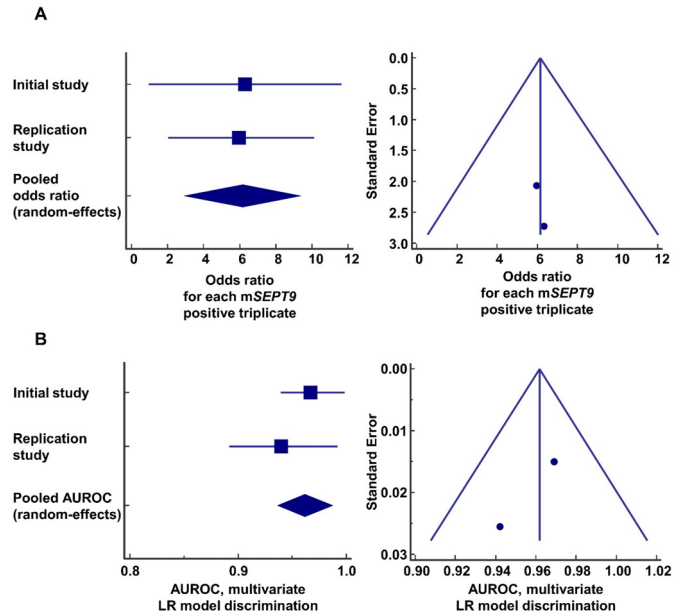 A
Initial study
Replication
study
Pooled
odds ratio
(random-effects)
0 2 4 6 8 10 12
Odds ratio
for each mSEPT9
positive triplicate
Standard Error
0.0
0.5
1.0
1.5
2.0
2.5
3.0
0 2 4 6 8 10 12
Odds ratio
for each mSEPT9
positive triplicate
B
Initial study
Replication
study
Pooled AUROC
(random-effects)
0.8 0.9 1.0
AUROC, multivariate
LR model discrimination
Standard Error
0.00
0.01
0.02
0.03
0.90 0.92 0.94 0.96 0.98 1.00 1.02
AUROC, multivariate
LR model discrimination